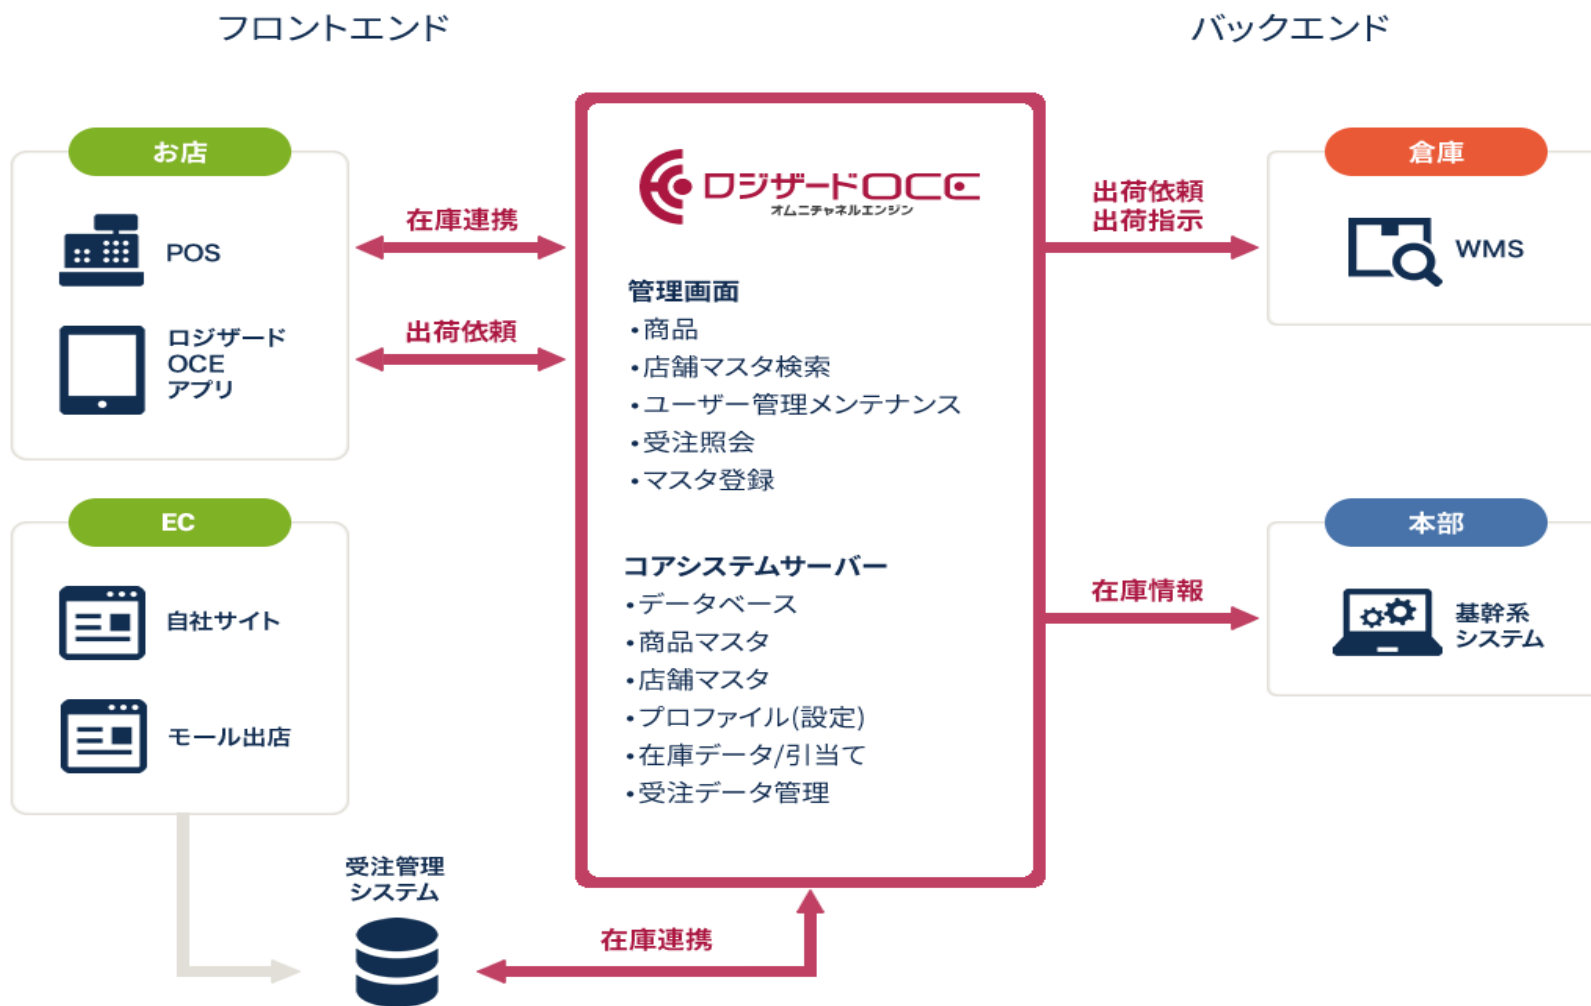 フロントエンド
バックエンド
お店
POS
ロジザード
OCE
アプリ
在庫連携
出荷依頼
EC
自社サイト
モール出店
受注管理
システム
在庫連携
ロジザードOCE
オムニチャネルエンジン
管理画面
•商品
•店舗マスタ検索
•ユーザー管理メンテナンス
•受注照会
•マスタ登録
コアシステムサーバー
•データベース
•商品マスタ
•店舗マスタ
•プロファイル(設定)
•在庫データ/引当て
•受注データ管理
出荷依頼
出荷指示
倉庫
WMS
在庫情報
本部
基幹系
システム